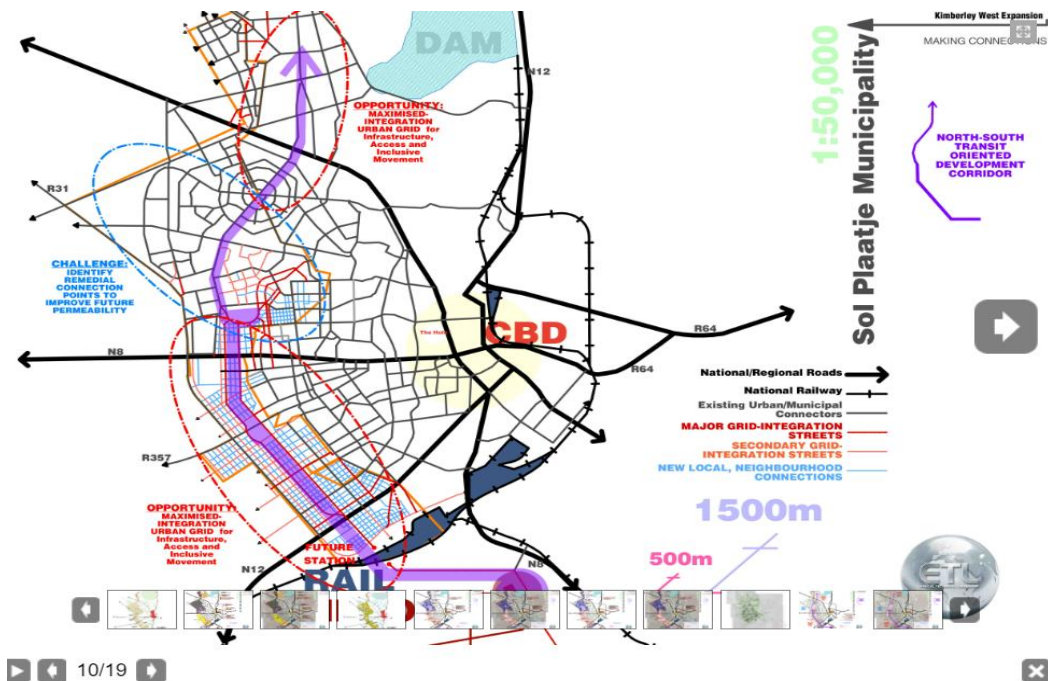 Kimberley West Expansion
MAKING CONNECTIONS
Sol Plaatje Municipality
1:50,000
DAM
N12
OPPORTUNITY:
MAXIMISED-
INTEGRATION
URBAN GRID for
Infrastructure,
Access and
Inclusive
Movement
NORTH-SOUTH
TRANSIT
ORIENTED
DEVELOPMENT
CORRIDOR
R31
CHALLENGE:
IDENTIFY
REMEDIAL
CONNECTION
POINTS TO
IMPROVE FUTURE
PERMEABILITY
The
CBD
R64
N8
R64
National/Regional Roads
National Railway
Existing Urban/Municipal
Connectors
MAJOR GRID-INTEGRATION
STREETS
SECONDARY GRID-
INTEGRATION STREETS
NEW LOCAL, NEIGHBOURHOOD
CONNECTIONS
R357
OPPORTUNITY:
MAXIMISED-
INTEGRATION
URBAN GRID for
Infrastructure,
Access and
Inclusive
Movement
1500m
500m
FUTURE
STATION
N12
RAIL
N8
ETL
10/19